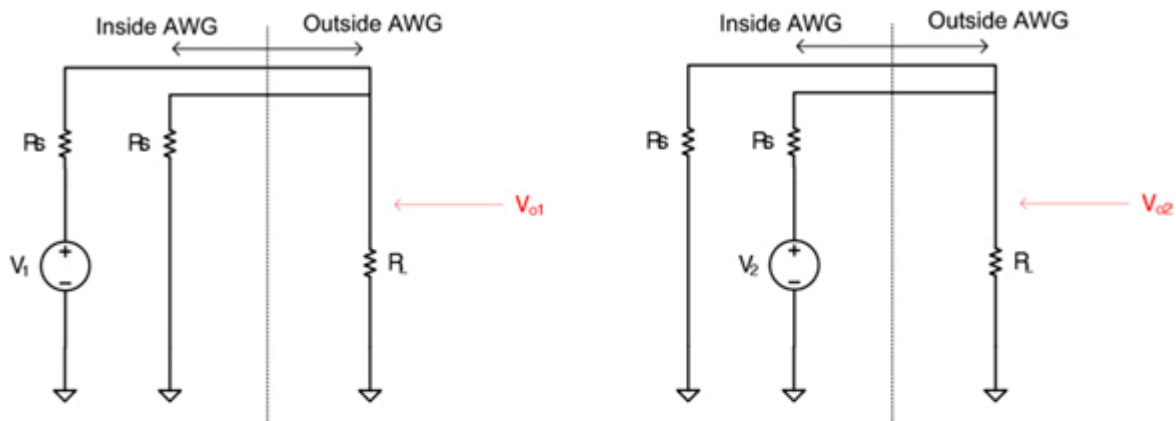 Inside AWG
Outside AWG
Rs
Rs
V1
RL
Vo1
Inside AWG
Outside AWG
Rs
Rs
V2
RL
Vo2